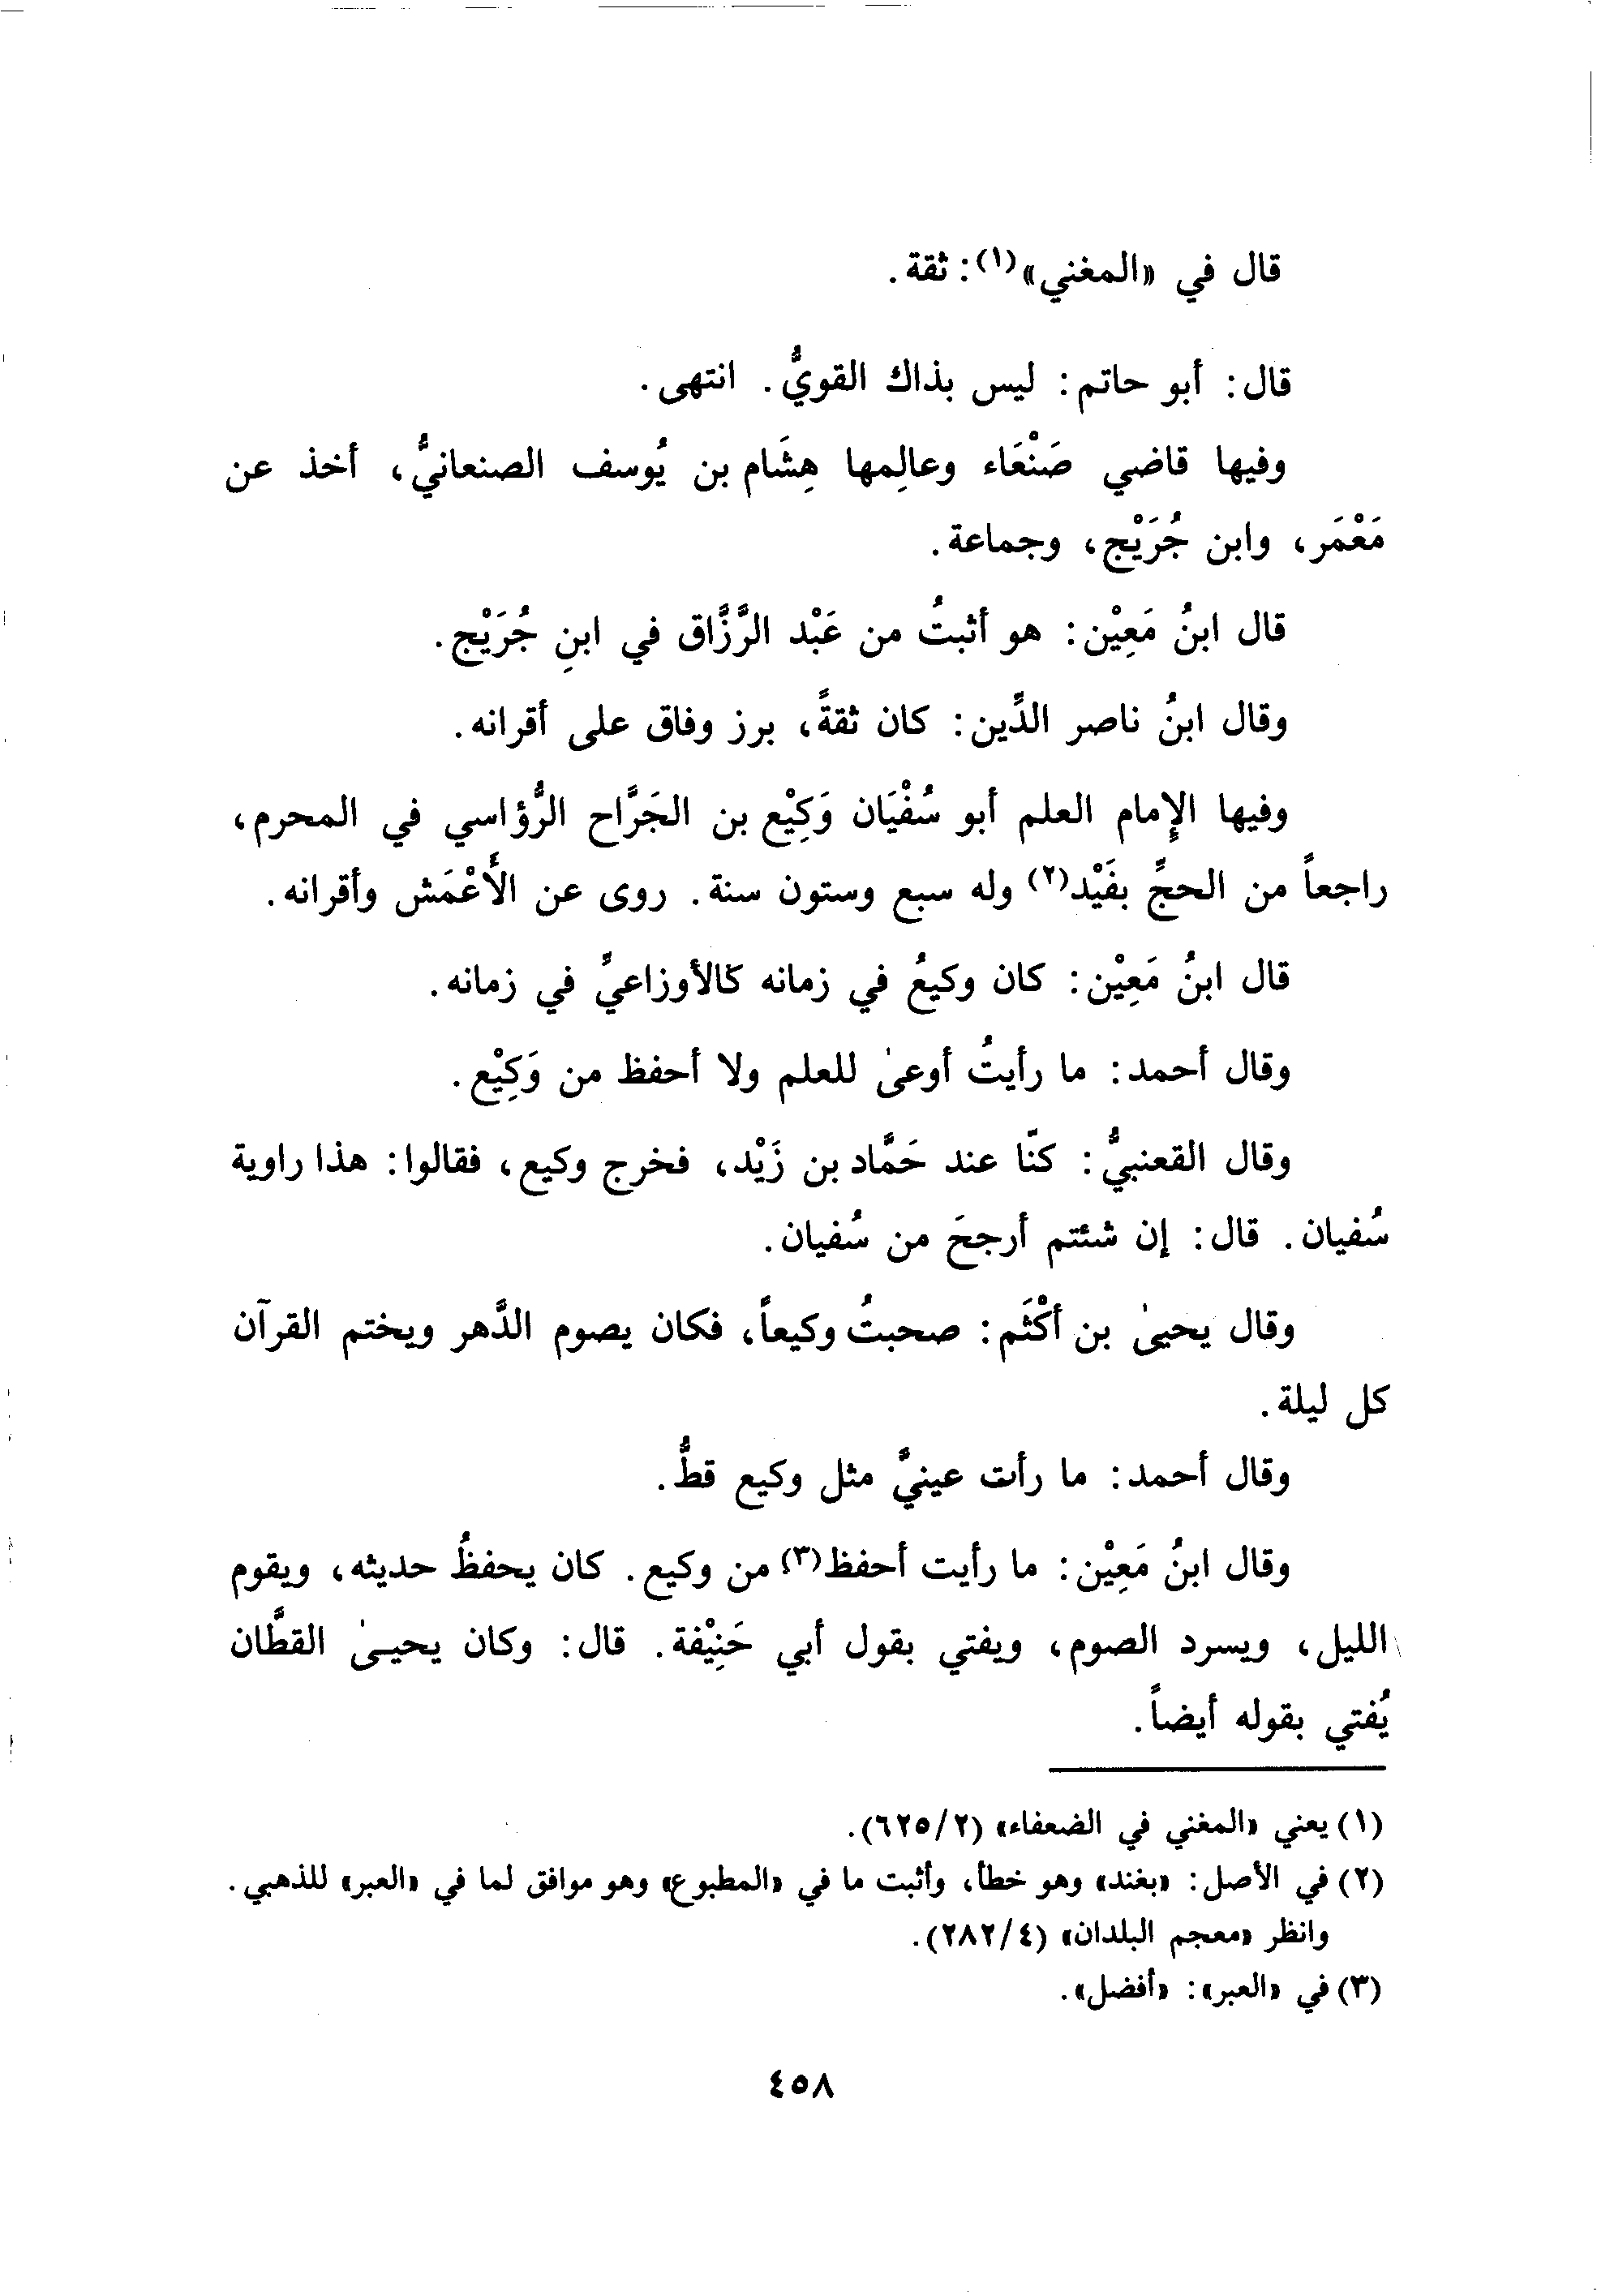 قال في «المغني»(١): ثقة.
قال: أبو حاتم: ليس بذاك القويُّ. انتهى.
وفيها قاضي صَنْعَاء وعالِمها هِشَام بن يُوسف الصنعانيُّ، أخذ عن
مَعْمَر، وابن جُرَيْج، وجماعة.
قال ابنُ مَعِيْن: هو أثبتُ من عَبْد الرَّزَّاق في ابنِ جُرَيْج.
وقال ابنُ ناصر الدِّين: كان ثقةً، برز وفاق على أقرانه.
وفيها الإِمام العلم أبو سُفْيَان وَكِيْع بن الجَرَّاح الرُّؤاسي في المحرم،
راجعاً من الحجِّ بفَيْد(٢) وله سبع وستون سنة. روى عن الأَعْمَش وأقرانه.
قال ابنُ مَعِيْن: كان وكيعُ في زمانه كالأوزاعيِّ في زمانه.
وقال أحمد: ما رأيتُ أوعىٰ للعلم ولا أحفظ من وَكِيْع.
وقال القعنبيُّ: كنّا عند حَمَّاد بن زَيْد، فخرج وكيع، فقالوا: هذا راوية
سُفيان. قال: إن شئتم أرجحَ من سُفيان.
وقال يحيىٰ بن أَكْثَم: صحبتُ وكيعاً، فكان يصوم الدَّهر ويختم القرآن
كل ليلة.
وقال أحمد: ما رأت عينيَّ مثل وكيع قطُّ.
وقال ابنُ مَعِيْن: ما رأيت أحفظ(٣) من وكيع. كان يحفظُ حديثه، ويقوم
الليل، ويسرد الصوم، ويفتي بقول أبي حَنِيْفة. قال: وكان يحيىٰ القطَّان
يُفتي بقوله أيضاً.
(١) يعني «المغني في الضعفاء» (٢/٦٢٥).
(٢) في الأصل: «بغند» وهو خطأ، وأثبت ما في «المطبوع» وهو موافق لما في «العبر» للذهبي.
وانظر «معجم البلدان» (٤/٢٨٢).
(٣) في «العبر»: «أفضل».
٤٥٨